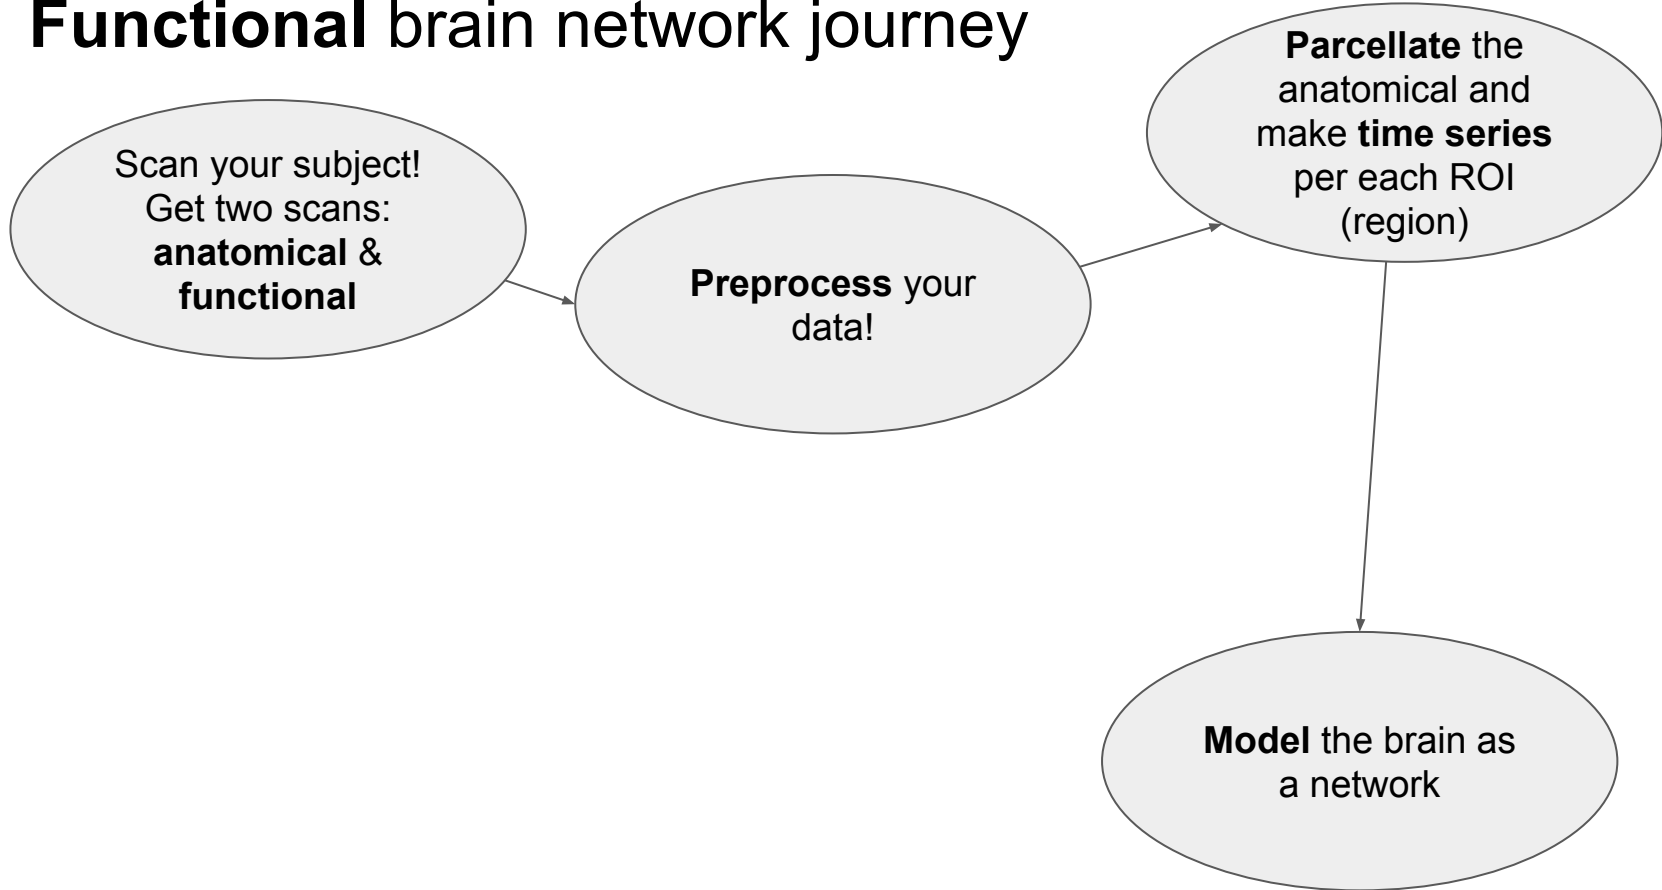 Functional brain network journey
Scan your subject!
Get two scans:
anatomical &
functional
Preprocess your
data!
Parcellate the
anatomical and
make time series
per each ROI
(region)
Model the brain as
a network